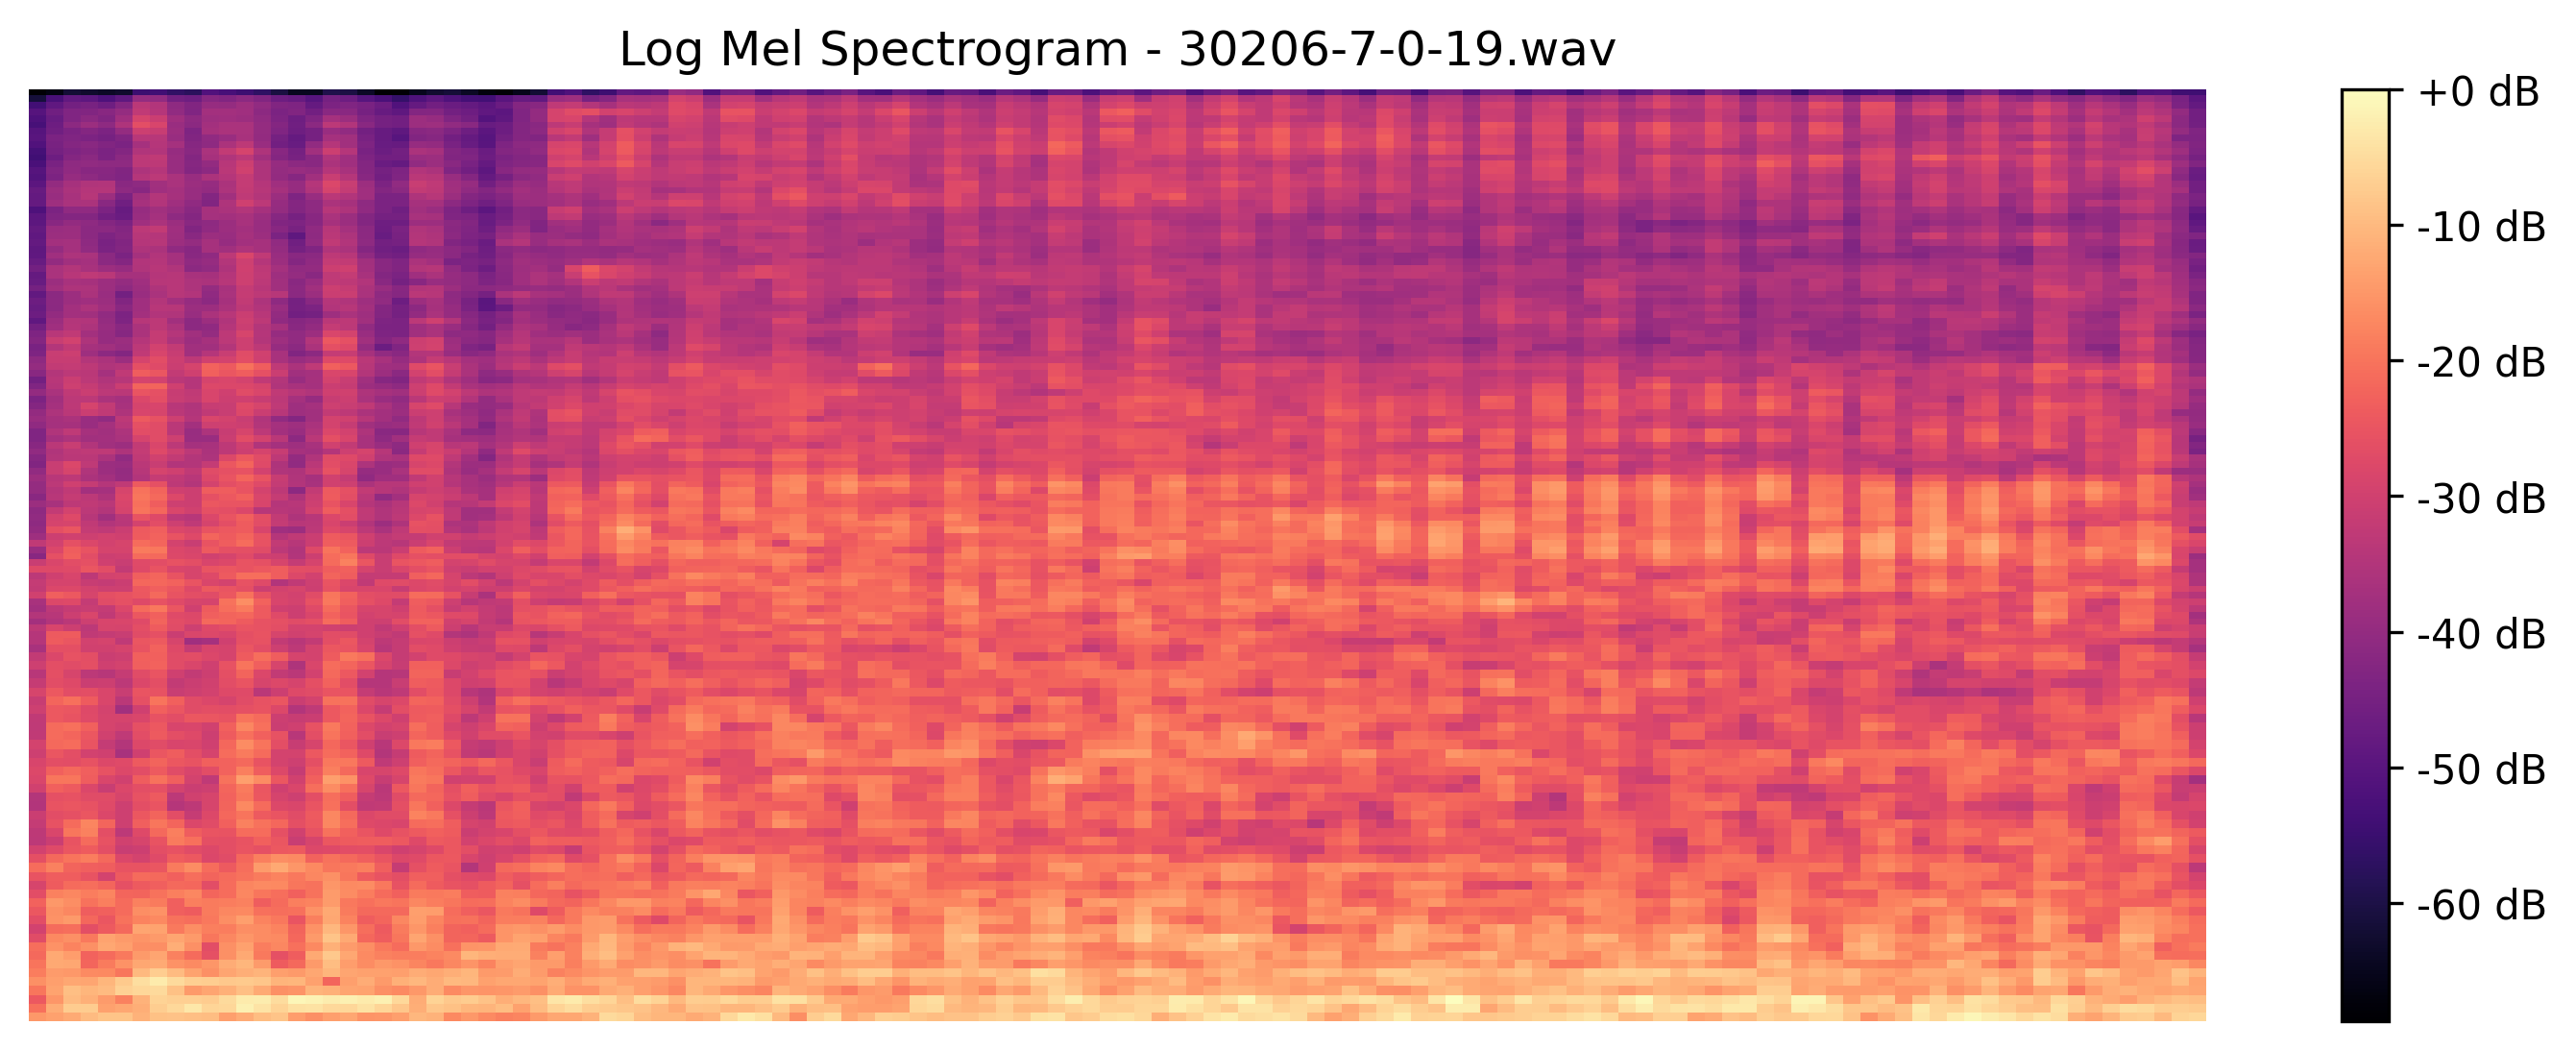 Log Mel Spectrogram - 30206-7-0-19.wav
+0 dB
-10 dB
-20 dB
-30 dB
-40 dB
-50 dB
-60 dB